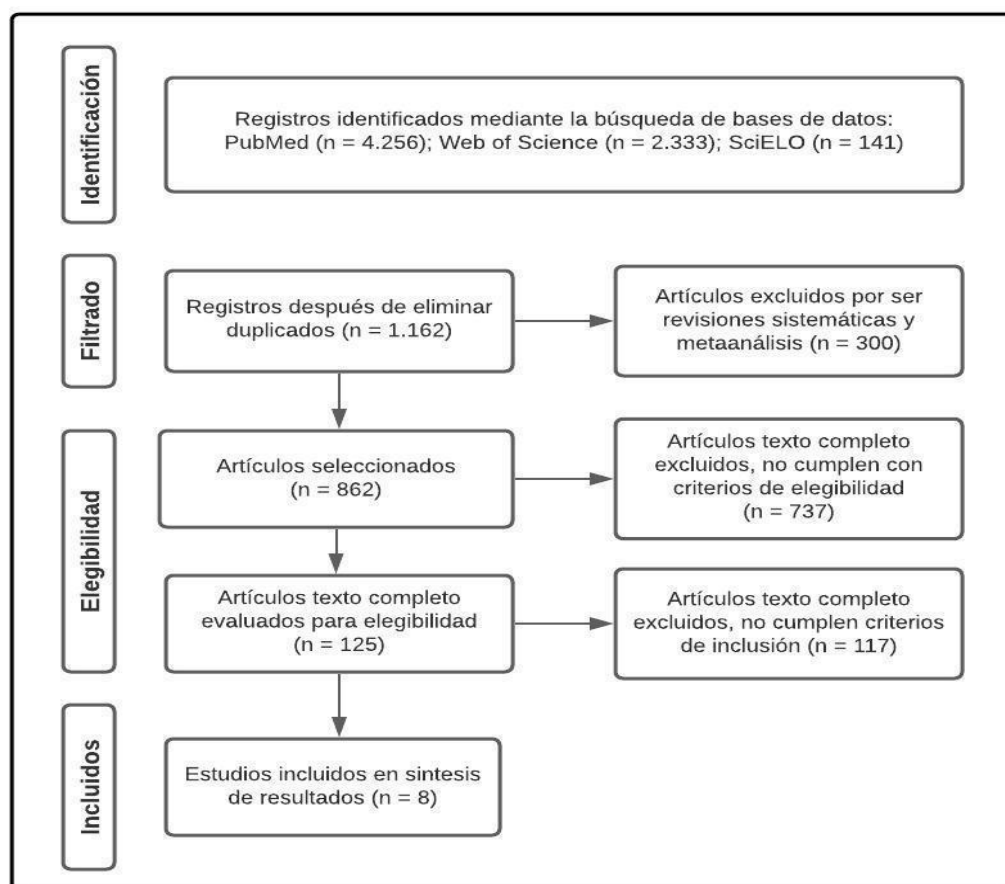 Identificación
Registros identificados mediante la búsqueda de bases de datos:
PubMed (n = 4.256); Web of Science (n = 2.333); SciELO (n = 141)
Filtrado
Registros después de eliminar
duplicados (n = 1.162)
Artículos excluidos por ser
revisiones sistemáticas y
metaanálisis (n = 300)
Elegibilidad
Artículos seleccionados
(n = 862)
Artículos texto completo
excluidos, no cumplen con
criterios de elegibilidad
(n = 737)
Artículos texto completo
evaluados para elegibilidad
(n = 125)
Artículos texto completo
excluidos, no cumplen criterios
de inclusión (n = 117)
Incluidos
Estudios incluidos en sintesis
de resultados (n = 8)